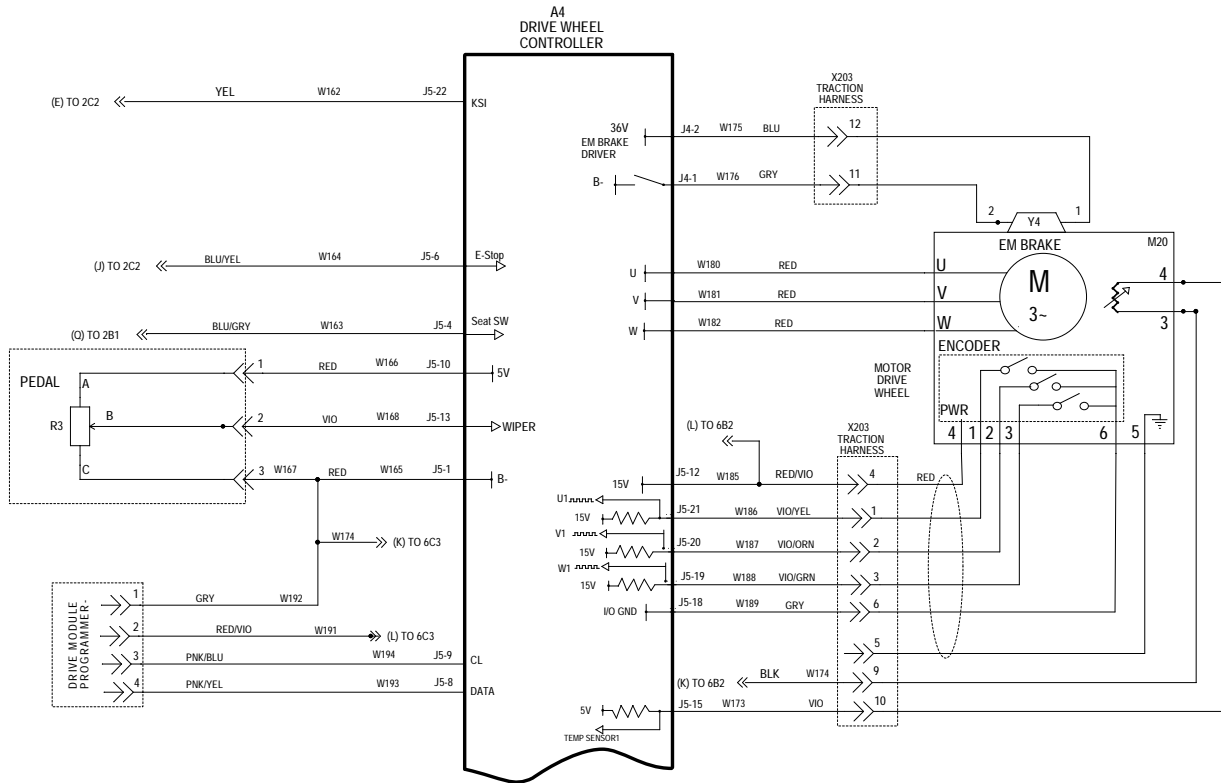 A4
DRIVE WHEEL
CONTROLLER
(E) TO 2C2 YEL W162 J5-22 KSI
X203
TRACTION
HARNESS
36V
EM BRAKE
DRIVER
J4-2 W175 BLU 12
B- J4-1 W176 GRY 11
2 Y4 1
EM BRAKE M20
(J) TO 2C2 BLU/YEL W164 J5-6 E-Stop
U W180 RED U
V W181 RED V
W W182 RED W
M
3~
4
3
(Q) TO 2B1 BLU/GRY W163 J5-4 Seat SW
ENCODER
MOTOR
DRIVE
WHEEL
PWR
4 1 2 3 6 5
PEDAL
A 1 RED W166 J5-10 5V
R3 B 2 VIO W168 J5-13 WIPER
C 3 W167 RED W165 J5-1 B-
W174 (K) TO 6C3
(L) TO 6B2
X203
TRACTION
HARNESS
15V J5-12 W185 RED/VIO 4 RED
U1
15V J5-21 W186 VIO/YEL 1
V1
15V J5-20 W187 VIO/ORN 2
W1
15V J5-19 W188 VIO/GRN 3
I/O GND J5-18 W189 GRY 6
5
(K) TO 6B2 BLK W174 9
5V J5-15 W173 VIO 10
TEMP SENSOR1
DRIVE MODULE
PROGRAMMER-
1 GRY W192
2 RED/VIO W191 (L) TO 6C3
3 PNK/BLU W194 J5-9 CL
4 PNK/YEL W193 J5-8 DATA